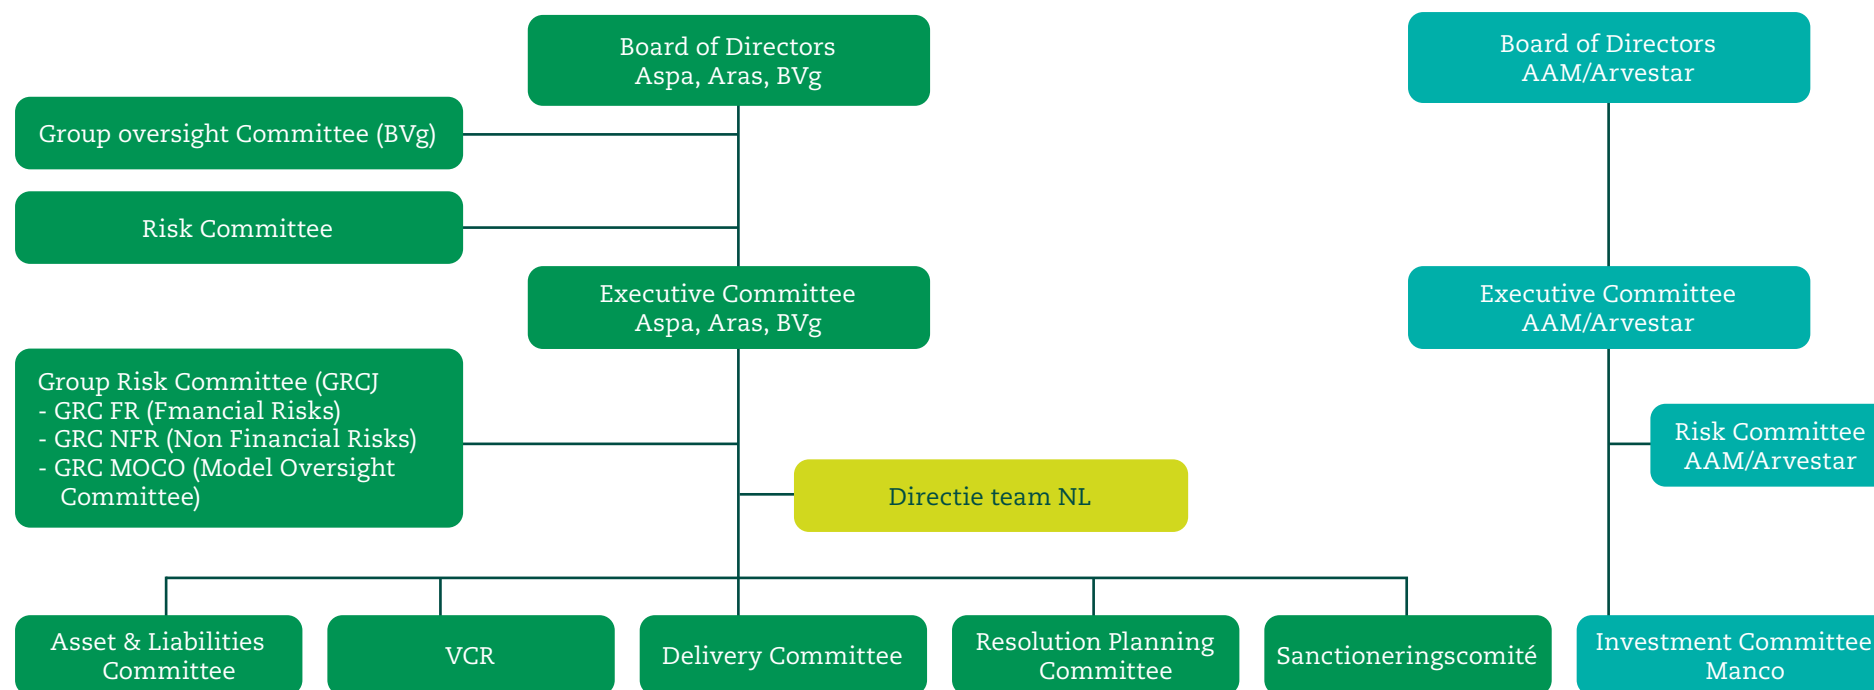 Board of Directors
Aspa, Aras, BVg
Board of Directors
AAM/Arvestar
Group oversight Committee (BVg)
Risk Committee
Executive Committee
Aspa, Aras, BVg
Executive Committee
AAM/Arvestar
Group Risk Committee (GRCJ
- GRC FR (Fmancial Risks)
- GRC NFR (Non Financial Risks)
- GRC MOCO (Model Oversight
Committee)
Risk Committee
AAM/Arvestar
Directie team NL
Asset & Liabilities
Committee
VCR
Delivery Committee
Resolution Planning
Committee
Sanctioneringscomité
Investment Committee
Manco